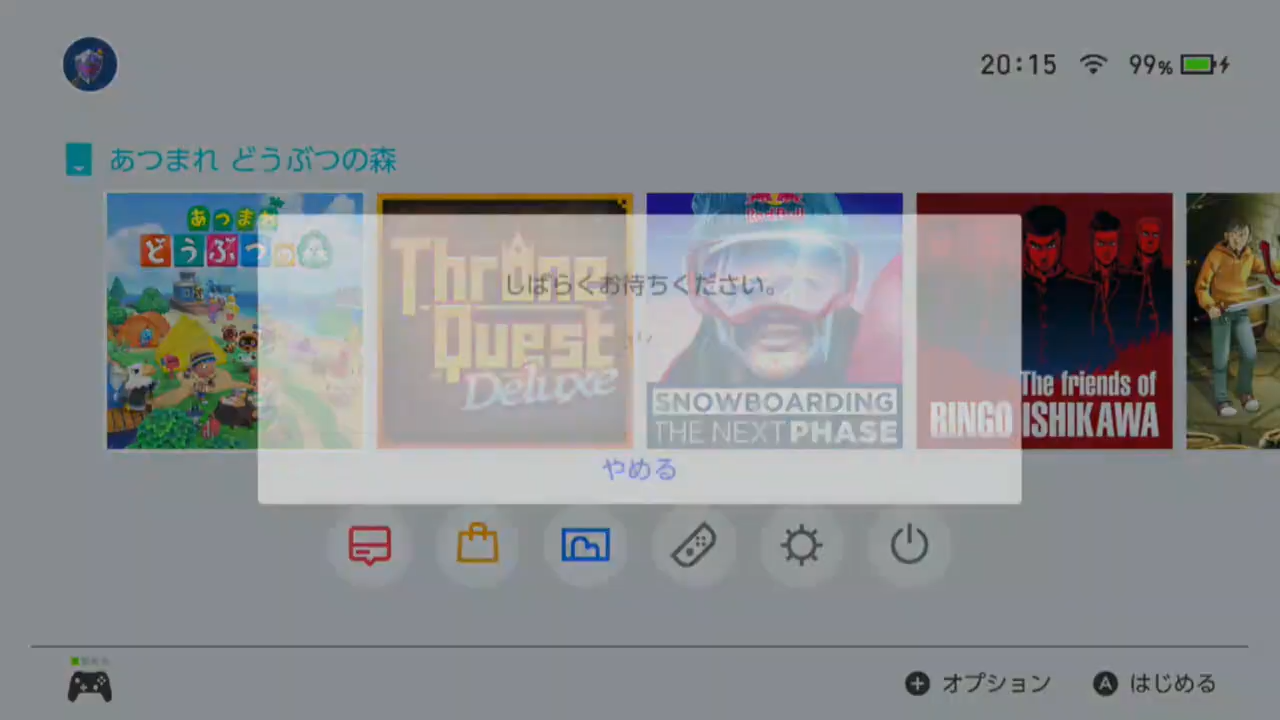 20:15 99%
あつまれ どうぶつの森
あつまれ
どうぶつの森
Throne
Quest
Deluxe
Red Bull
SNOWBOARDING
THE NEXT PHASE
The friends of
RINGO ISHIKAWA
しばらくお待ちください。
やめる
+ オプション A はじめる